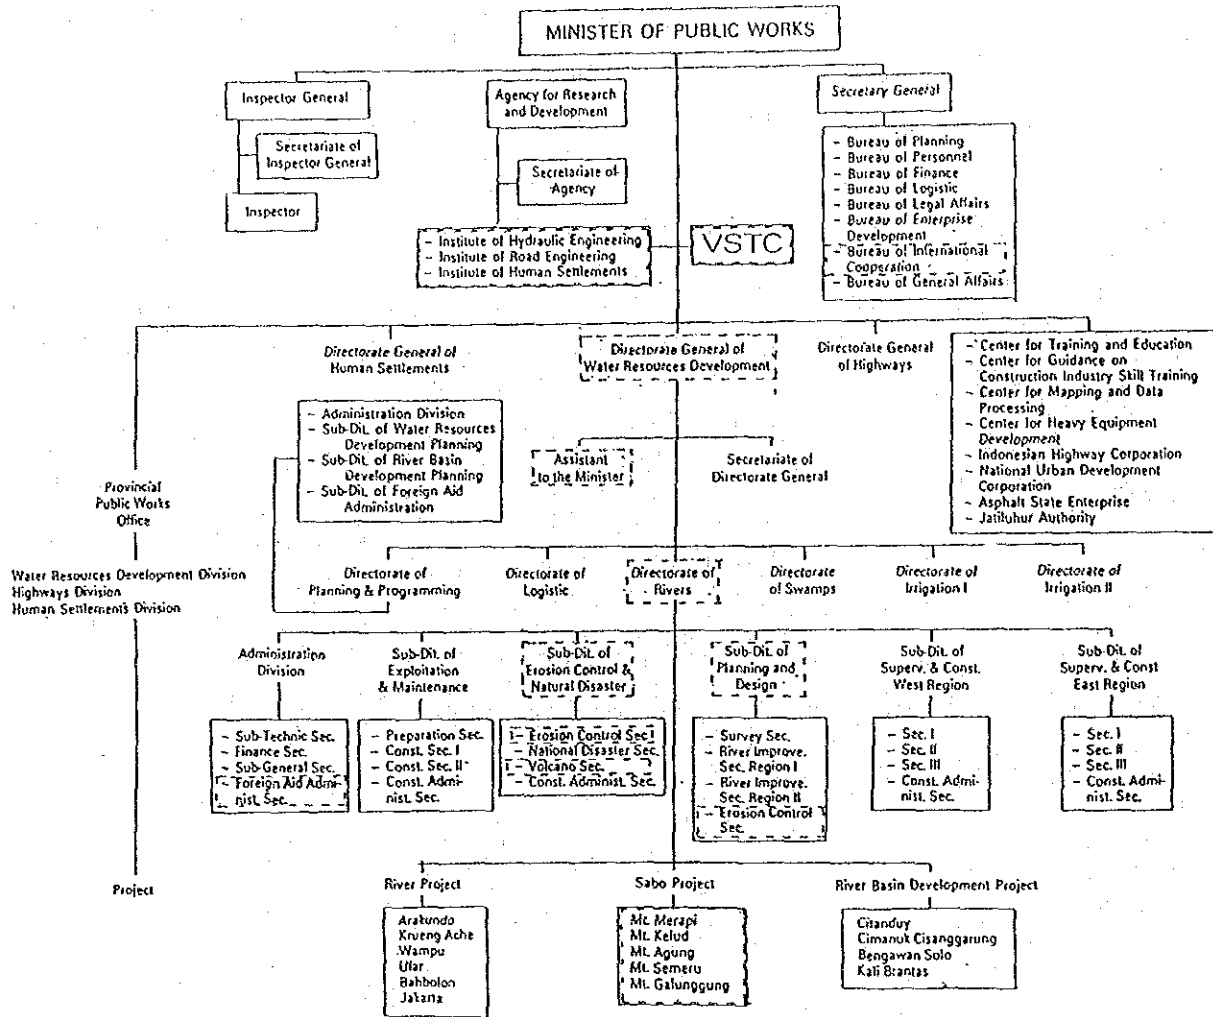 MINISTER OF PUBLIC WORKS
Inspector General
Secretariate of
Inspector General
Inspector
Agency for Research
and Development
Secretariate of
Agency
- Institute of Hydraulic Engineering
- Institute of Road Engineering
- Institute of Human Settlements
VSTC
Secretary General
- Bureau of Planning
- Bureau of Personnel
- Bureau of Finance
- Bureau of Logistic
- Bureau of Legal Affairs
- Bureau of Enterprise
Development
- Bureau of International
Cooperation
- Bureau of General Affairs
Directorate General of
Human Settlements
Directorate General of
Water Resources Development
Directorate General
of Highways
- Center for Training and Education
- Center for Guidance on
Construction Industry Skill Training
- Center for Mapping and Data
Processing
- Center for Heavy Equipment
Development
- Indonesian Highway Corporation
- National Urban Development
Corporation
- Asphalt State Enterprise
- Jatiluhur Authority
- Administration Division
- Sub-Dit. of Water Resources
Development Planning
- Sub-Dit. of River Basin
Development Planning
- Sub-Dit. of Foreign Aid
Administration
Assistant
to the Minister
Secretariate of
Directorate General
Provincial
Public Works
Office
Water Resources Development Division
Highways Division
Human Settlements Division
Directorate of
Planning & Programming
Directorate of
Logistic
Directorate of
Rivers
Directorate
of Swamps
Directorate of
Irrigation I
Directorate of
Irrigation II
Administration
Division
Sub-Dit. of
Exploitation
& Maintenance
Sub-Dit. of
Erosion Control &
Natural Disaster
Sub-Dit. of
Planning and
Design
Sub-Dit. of
Superv. & Const.
West Region
Sub-Dit. of
Superv. & Const
East Region
- Sub-Technic Sec.
- Finance Sec.
- Sub-General Sec.
- Foreign Aid Admi-
nist. Sec.
- Preparation Sec.
- Const. Sec. I
- Const. Sec. II
- Const. Admi-
nist. Sec.
- Erosion Control Sec.
- National Disaster Sec.
- Volcano Sec.
- Const. Administ. Sec.
- Survey Sec.
- River Improve.
Sec. Region I
- River Improve.
Sec. Region II
- Erosion Control
Sec.
- Sec. I
- Sec. II
- Sec. III
- Const. Admi-
nist. Sec.
- Sec. I
- Sec. II
- Sec. III
- Const. Admi-
nist. Sec.
Project
River Project
Sabo Project
River Basin Development Project
Arakundo
Krueng Ache
Wampu
Ular
Bahbolon
Jakarta
Mt. Merapi
Mt. Kelud
Mt. Agung
Mt. Semeru
Mt. Galunggung
Citanduy
Cimanuk Cisanggarung
Bengawan Solo
Kali Brantas